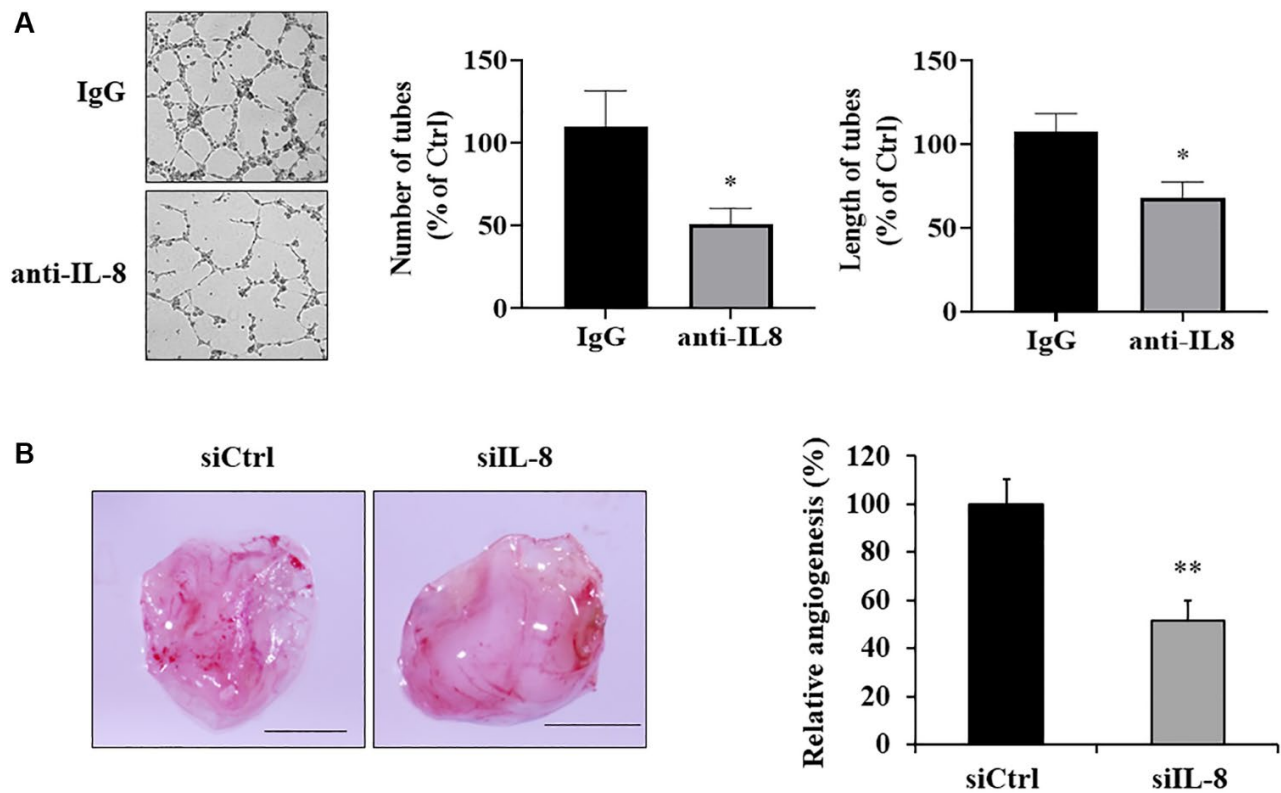 A
IgG
anti-IL-8
Number of tubes
(% of Ctrl)
150
100
50
0
IgG anti-IL8
*
Length of tubes
(% of Ctrl)
150
100
50
0
IgG anti-IL8
*
B
siCtrl siIL-8
Relative angiogenesis (%)
120
100
80
60
40
20
0
siCtrl siIL-8
**